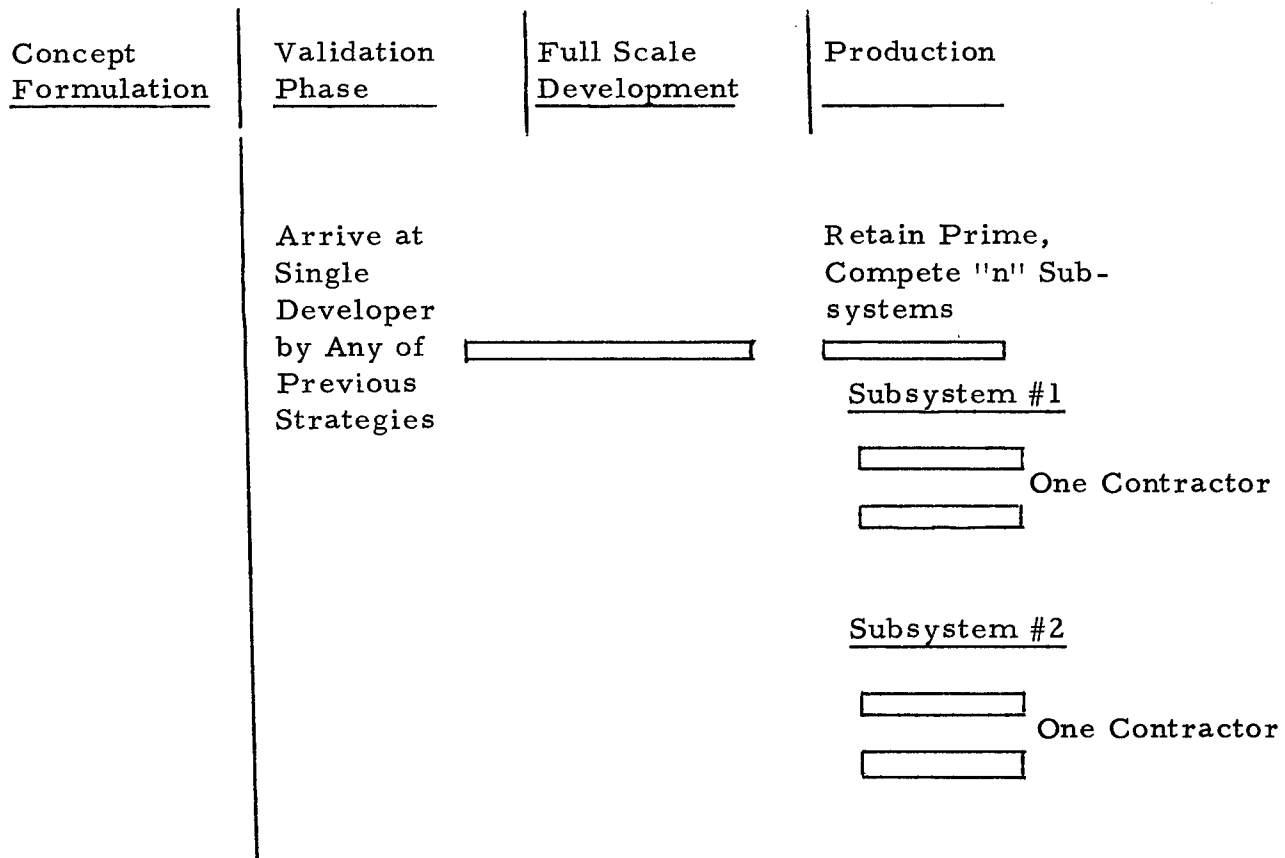 Concept
Formulation
Validation
Phase
Full Scale
Development
Production
Arrive at
Single
Developer
by Any of
Previous
Strategies
Retain Prime,
Compete "n" Sub-
systems
Subsystem #1
One Contractor
Subsystem #2
One Contractor